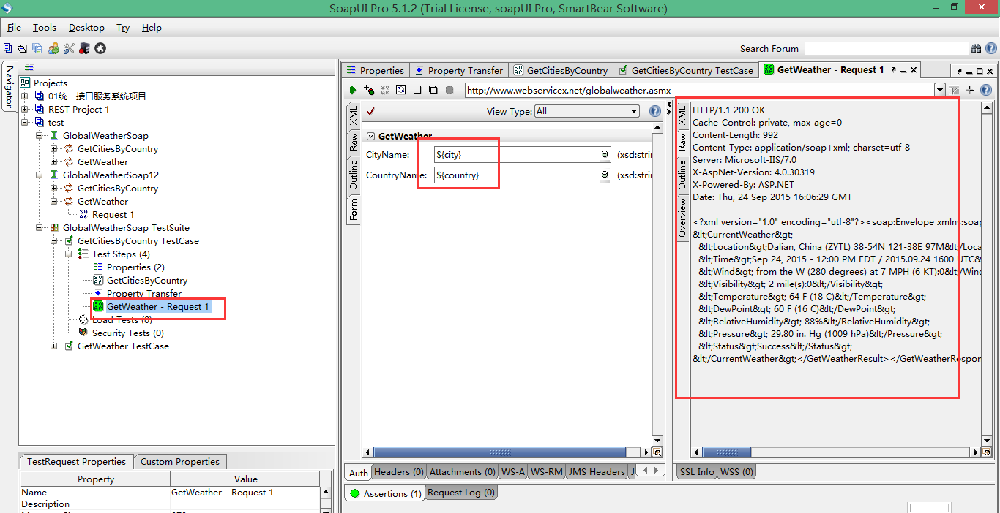 SoapUI Pro 5.1.2 (Trial License, soapUI Pro, SmartBear Software)
File Tools Desktop Try Help
Search Forum
Navigator
Projects
01统一接口服务系统项目
REST Project 1
test
GlobalWeatherSoap
GetCitiesByCountry
GetWeather
GlobalWeatherSoap12
GetCitiesByCountry
GetWeather
Request 1
GlobalWeatherSoap TestSuite
GetCitiesByCountry TestCase
Test Steps (4)
Properties (2)
GetCitiesByCountry
Property Transfer
GetWeather - Request 1
Load Tests (0)
Security Tests (0)
GetWeather TestCase
TestRequest Properties Custom Properties
Property Value
Name GetWeather - Request 1
Description
Properties Property Transfer GetCitiesByCountry GetCitiesByCountry TestCase GetWeather - Request 1
http://www.webservicex.net/globalweather.asmx
XML
Raw
Outline
Form
View Type: All
GetWeather
CityName: ${city} (xsd:strin
CountryName: ${country} (xsd:strin
XML
Raw
Outline
Overview
HTTP/1.1 200 OK
Cache-Control: private, max-age=0
Content-Length: 992
Content-Type: application/soap+xml; charset=utf-8
Server: Microsoft-IIS/7.0
X-AspNet-Version: 4.0.30319
X-Powered-By: ASP.NET
Date: Thu, 24 Sep 2015 16:06:29 GMT
<?xml version="1.0" encoding="utf-8"?><soap:Envelope xmlns:soap
&lt;CurrentWeather&gt;
&lt;Location&gt;Dalian, China (ZYTL) 38-54N 121-38E 97M&lt;/Loca
&lt;Time&gt;Sep 24, 2015 - 12:00 PM EDT / 2015.09.24 1600 UTC&
&lt;Wind&gt; from the W (280 degrees) at 7 MPH (6 KT):0&lt;/Win
&lt;Visibility&gt; 2 mile(s):0&lt;/Visibility&gt;
&lt;Temperature&gt; 64 F (18 C)&lt;/Temperature&gt;
&lt;DewPoint&gt; 60 F (16 C)&lt;/DewPoint&gt;
&lt;RelativeHumidity&gt; 88%&lt;/RelativeHumidity&gt;
&lt;Pressure&gt; 29.80 in. Hg (1009 hPa)&lt;/Pressure&gt;
&lt;Status&gt;Success&lt;/Status&gt;
&lt;/CurrentWeather&gt;</GetWeatherResult></GetWeatherRespon
Auth Headers (0) Attachments (0) WS-A WS-RM JMS Headers J
SSL Info WSS (0)
Assertions (1) Request Log (0)